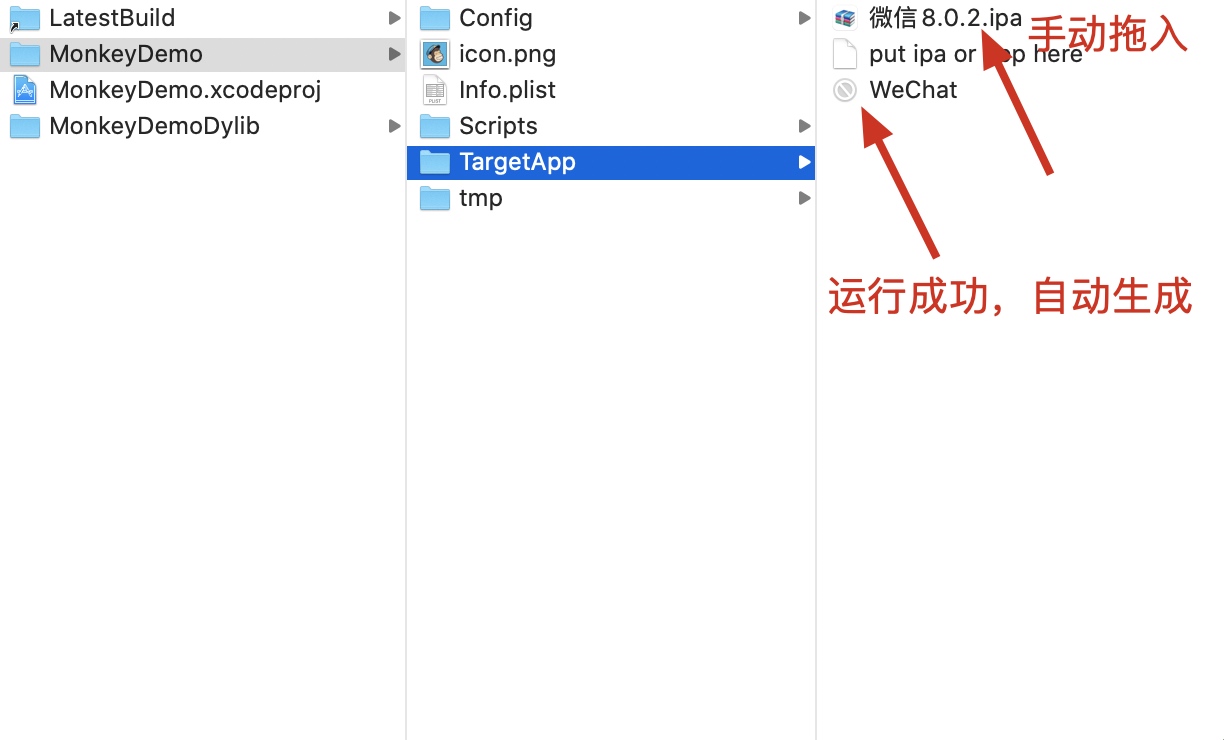 LatestBuild
MonkeyDemo
MonkeyDemo.xcodeproj
MonkeyDemoDylib
Config
icon.png
Info.plist
Scripts
TargetApp
tmp
微信8.0.2.ipa
put ipa or app here
WeChat
手动拖入
运行成功，自动生成
PLIST